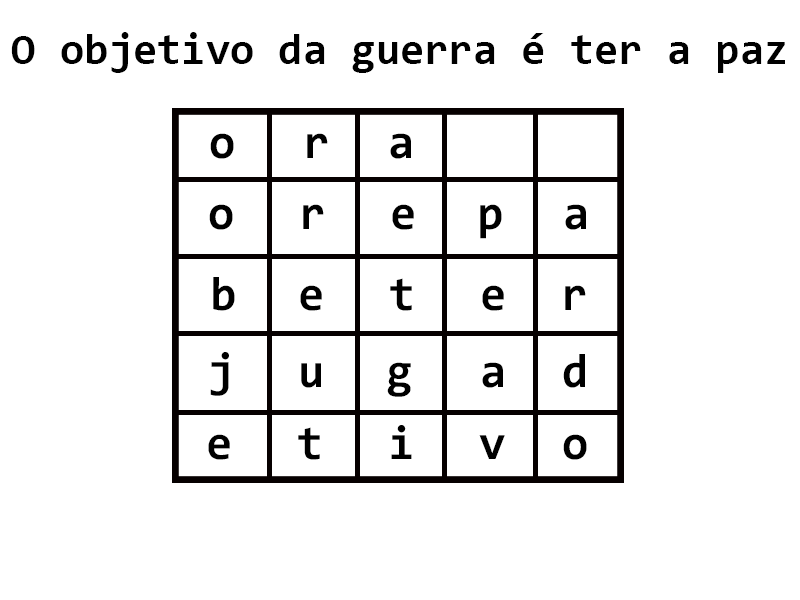 O objetivo da guerra é ter a paz
o r a
o r e p a
b e t e r
j u g a d
e t i v o